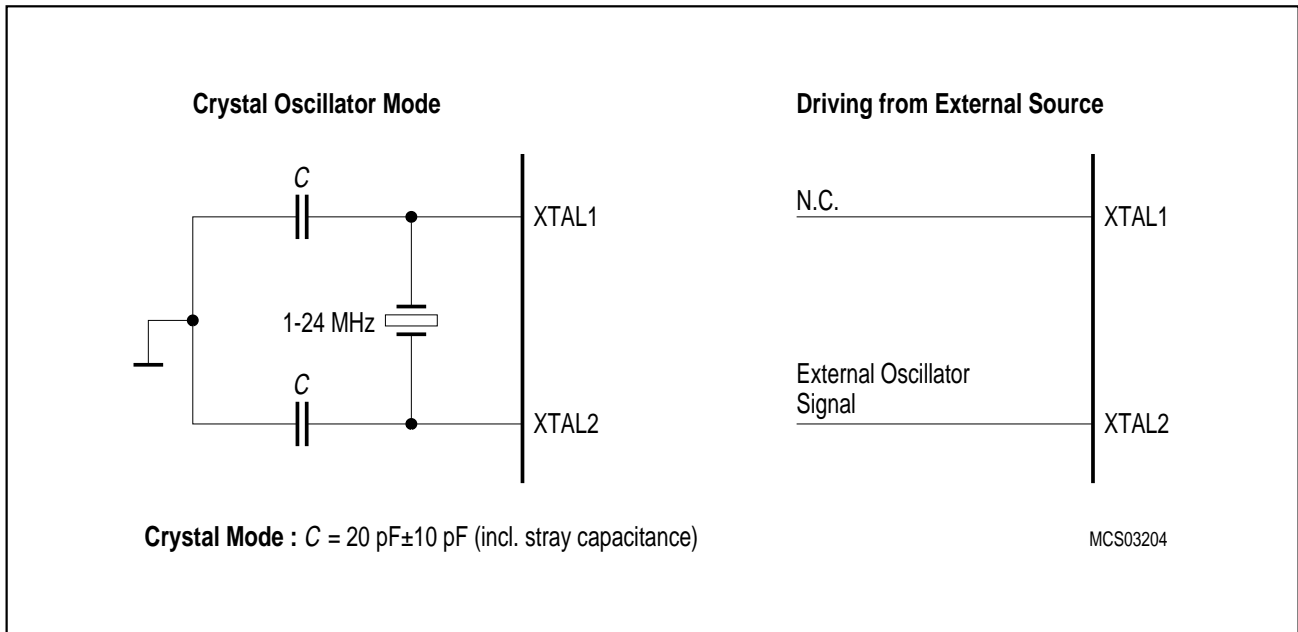 Crystal Oscillator Mode
C
XTAL1
1-24 MHz
C
XTAL2
Driving from External Source
N.C.
XTAL1
External Oscillator
Signal
XTAL2
Crystal Mode : C = 20 pF±10 pF (incl. stray capacitance)
MCS03204